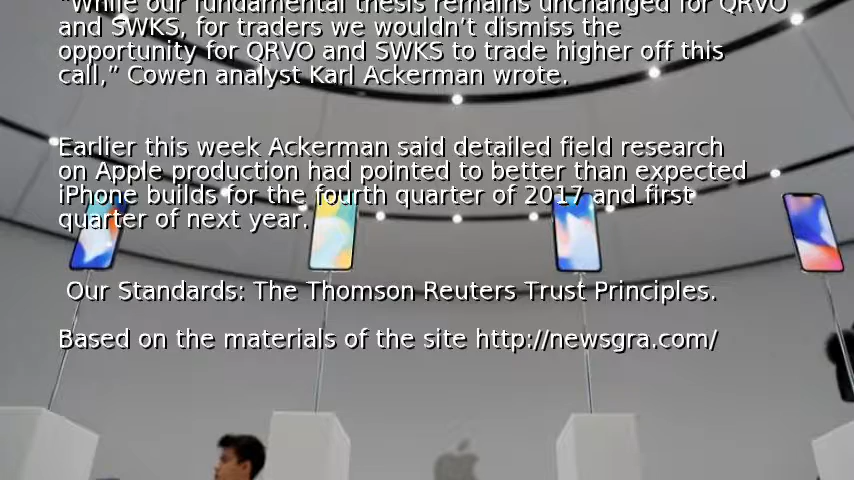 “While our fundamental thesis remains unchanged for QRVO
and SWKS, for traders we wouldn’t dismiss the
opportunity for QRVO and SWKS to trade higher off this
call,” Cowen analyst Karl Ackerman wrote.
Earlier this week Ackerman said detailed field research
on Apple production had pointed to better than expected
iPhone builds for the fourth quarter of 2017 and first
quarter of next year.
Our Standards: The Thomson Reuters Trust Principles.
Based on the materials of the site http://newsgra.com/